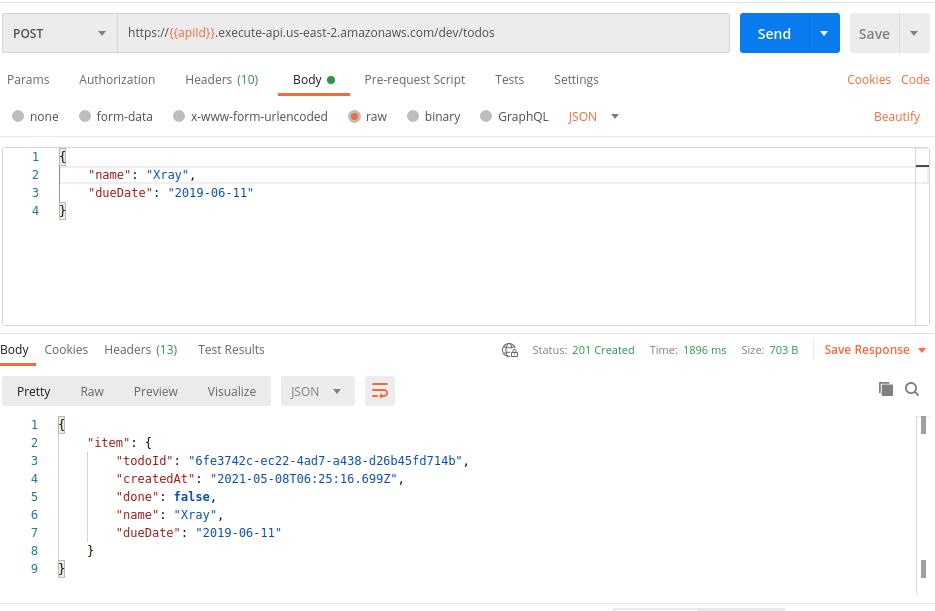 POST https://{{apiId}}.execute-api.us-east-2.amazonaws.com/dev/todos Send Save
Params Authorization Headers (10) Body Pre-request Script Tests Settings Cookies Code
none form-data x-www-form-urlencoded raw binary GraphQL JSON Beautify
1 {
2 "name": "Xray",
3 "dueDate": "2019-06-11"
4 }
Body Cookies Headers (13) Test Results Status: 201 Created Time: 1896 ms Size: 703 B Save Response
Pretty Raw Preview Visualize JSON
1 {
2 "item": {
3 "todoId": "6fe3742c-ec22-4ad7-a438-d26b45fd714b",
4 "createdAt": "2021-05-08T06:25:16.699Z",
5 "done": false,
6 "name": "Xray",
7 "dueDate": "2019-06-11"
8 }
9 }